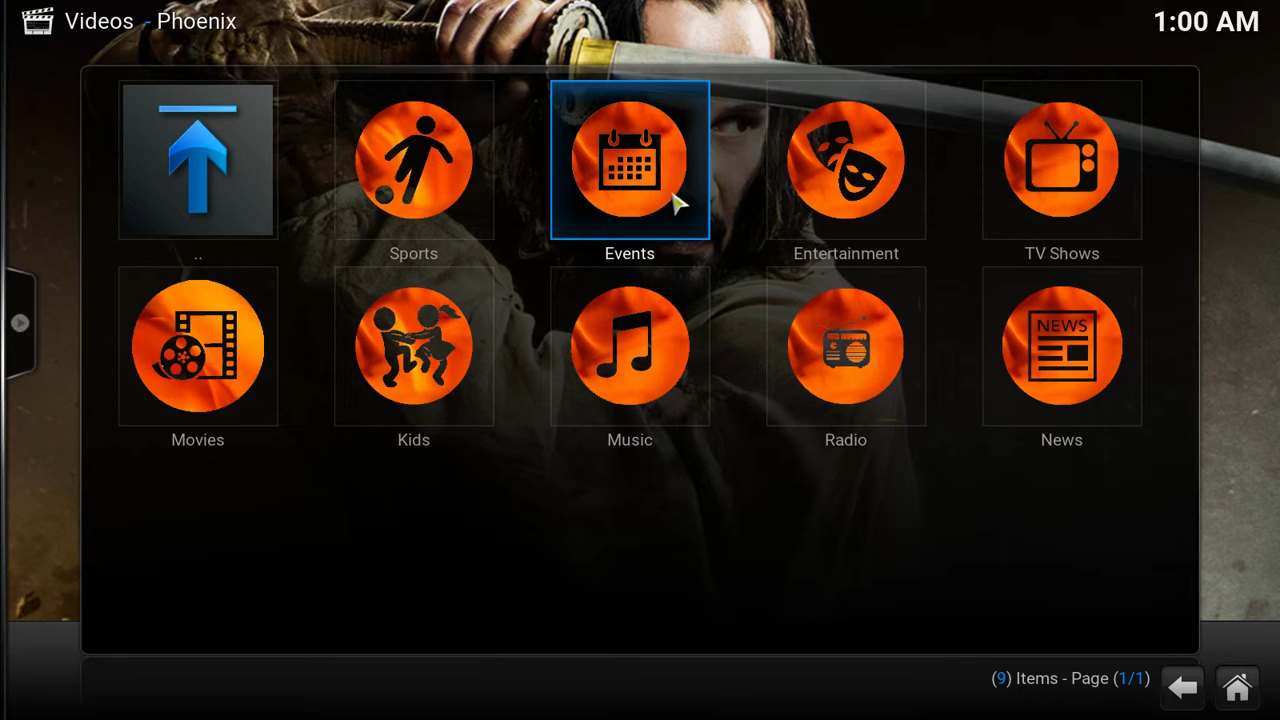 Videos - Phoenix
1:00 AM
..
Sports
Events
Entertainment
TV Shows
NEWS
Movies
Kids
Music
Radio
News
(9) Items - Page (1/1)